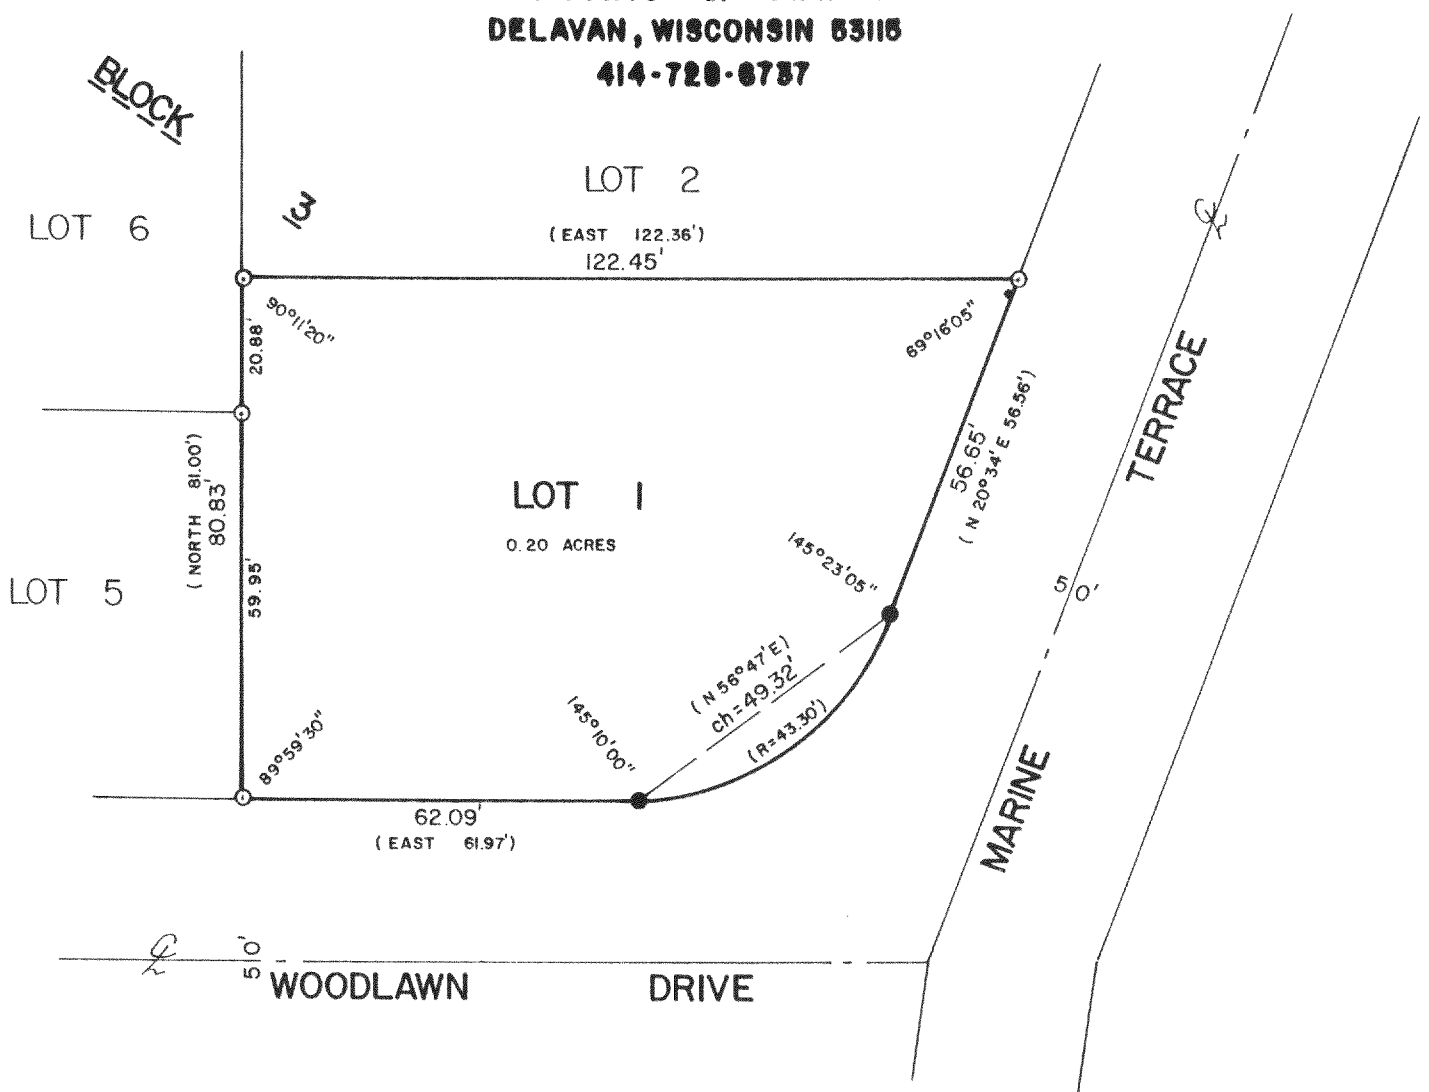 DELAVAN, WISCONSIN 53115
414-728-6737
BLOCK
3
LOT 6
LOT 2
(EAST 122.36')
122.45'
90°11'20"
69°16'05"
20.88'
(NORTH 81.00')
80.83'
59.95'
LOT 5
LOT 1
0.20 ACRES
56.65'
(N 20°34' E 56.56')
145°23'05"
(N 56°47' E)
ch=49.32'
(R=43.30')
145°10'00"
89°59'30"
62.09'
(EAST 61.97')
TERRACE
50'
MARINE
50'
WOODLAWN DRIVE